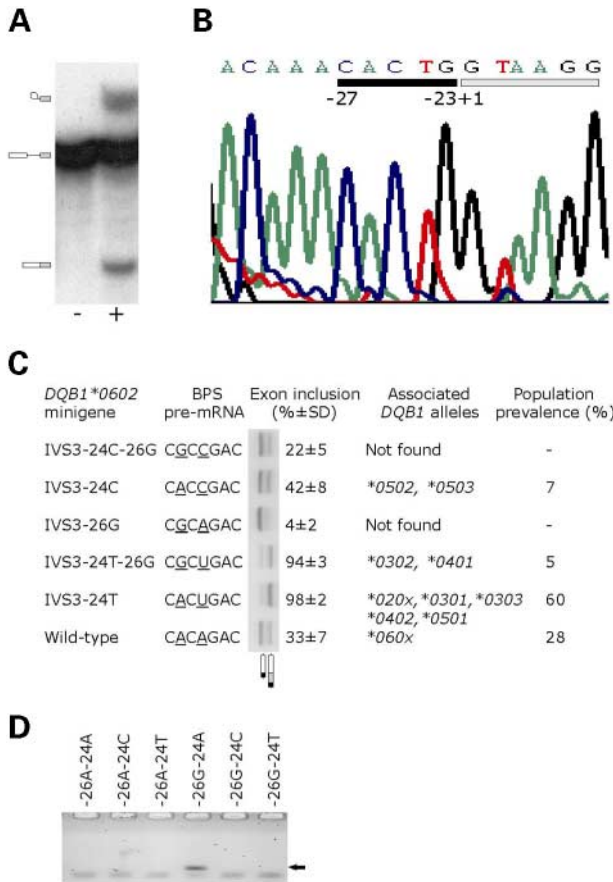 A
- +
B
A C A A A C A C T G G T A A G G
-27 -23+1
C
DQB1*0602 minigene BPS pre-mRNA Exon inclusion (%±SD) Associated DQB1 alleles Population prevalence (%)
IVS3-24C-26G CGCCGAC 22±5 Not found -
IVS3-24C CACCGAC 42±8 *0502, *0503 7
IVS3-26G CGCAGAC 4±2 Not found -
IVS3-24T-26G CGCUGAC 94±3 *0302, *0401 5
IVS3-24T CACUGAC 98±2 *020x, *0301, *0303 60
*0402, *0501
Wild-type CACAGAC 33±7 *060x 28
D
-26A-24A
-26A-24C
-26A-24T
-26G-24A
-26G-24C
-26G-24T